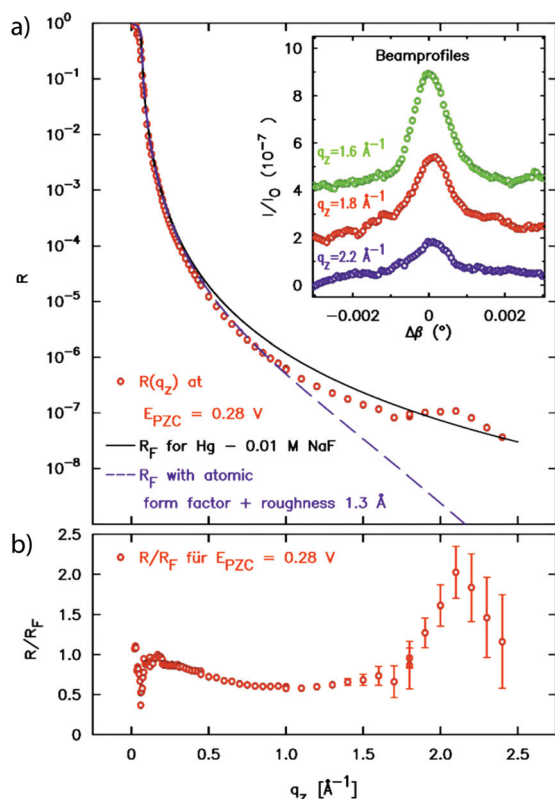 a)
10⁰
10⁻¹
10⁻²
10⁻³
10⁻⁴
10⁻⁵
10⁻⁶
10⁻⁷
10⁻⁸
R
Beamprofiles
10
8
6
4
2
0
I/I₀ (10⁻⁷)
q_z=1.6 Å⁻¹
q_z=1.8 Å⁻¹
q_z=2.2 Å⁻¹
−0.002 0 0.002
Δβ (°)
R(q_z) at
E_PZC = 0.28 V
R_F for Hg − 0.01 M NaF
R_F with atomic
form factor + roughness 1.3 Å
b)
R/R_F für E_PZC = 0.28 V
2.5
2.0
1.5
1.0
0.5
0.0
R/R_F
0 0.5 1.0 1.5 2.0 2.5
q_z [Å⁻¹]